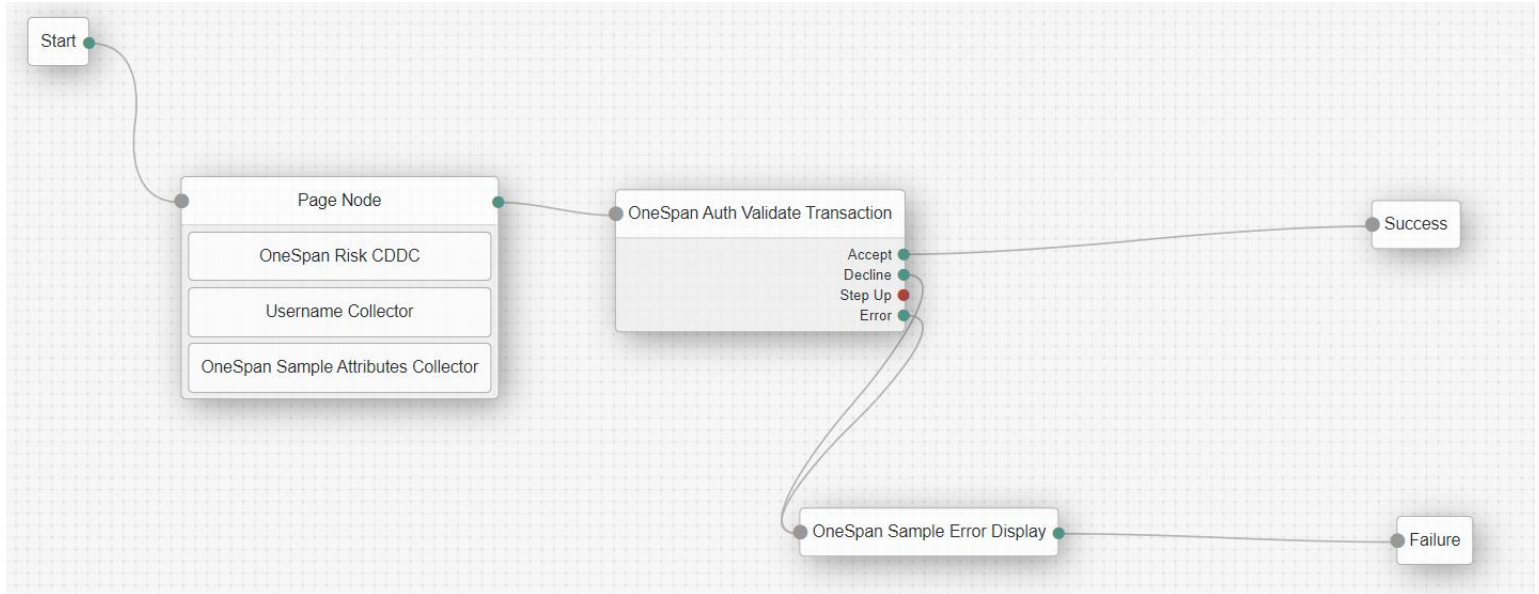 Start
Page Node
OneSpan Risk CDDC
Username Collector
OneSpan Sample Attributes Collector
OneSpan Auth Validate Transaction
Accept
Decline
Step Up
Error
Success
OneSpan Sample Error Display
Failure